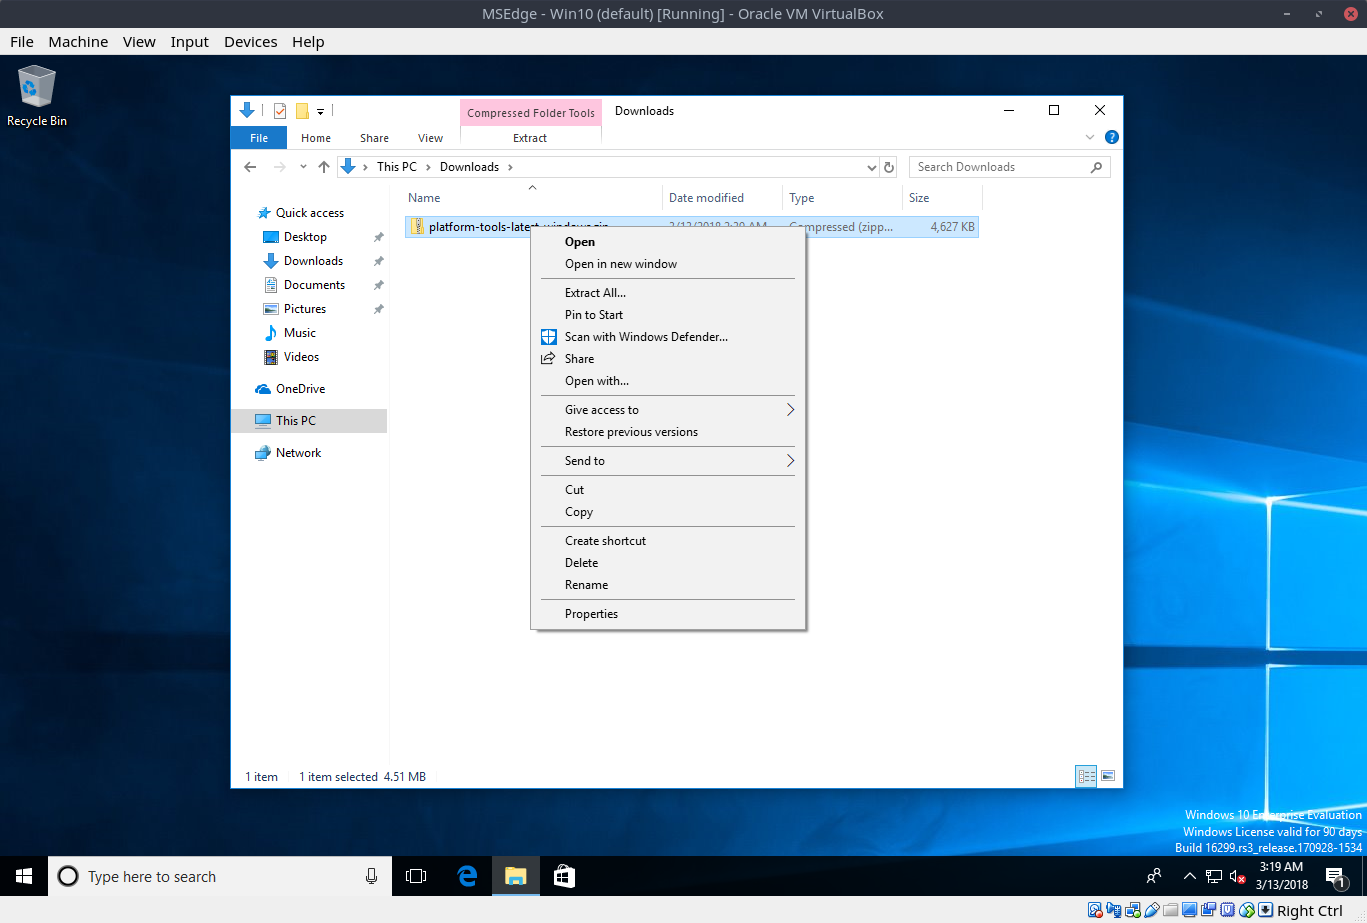 MSEdge - Win10 (default) [Running] - Oracle VM VirtualBox
File Machine View Input Devices Help
Recycle Bin
Compressed Folder Tools Downloads
File Home Share View Extract
This PC Downloads
Search Downloads
Name Date modified Type Size
platform-tools-latest-windows.zip Compressed (zipp... 4,627 KB
Quick access
Desktop
Downloads
Documents
Pictures
Music
Videos
OneDrive
This PC
Network
Open
Open in new window
Extract All...
Pin to Start
Scan with Windows Defender...
Share
Open with...
Give access to
Restore previous versions
Send to
Cut
Copy
Create shortcut
Delete
Rename
Properties
1 item 1 item selected 4.51 MB
Windows 10 Enterprise Evaluation
Windows License valid for 90 days
Build 16299.rs3_release.170928-1534
Type here to search
3:19 AM
3/13/2018
1
Right Ctrl